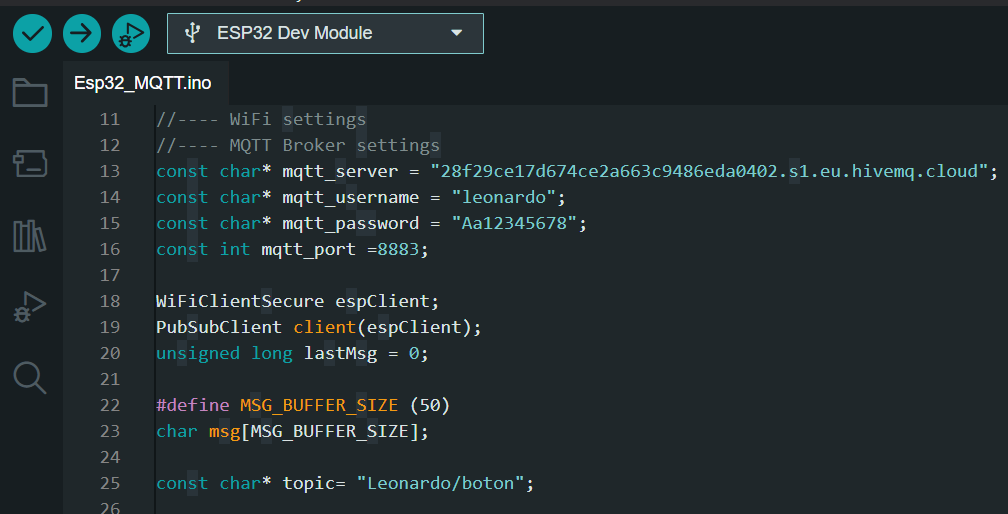 ESP32 Dev Module
Esp32_MQTT.ino
11 //---- WiFi settings
12 //---- MQTT Broker settings
13 const char* mqtt_server = "28f29ce17d674ce2a663c9486eda0402.s1.eu.hivemq.cloud";
14 const char* mqtt_username = "leonardo";
15 const char* mqtt_password = "Aa12345678";
16 const int mqtt_port =8883;
17
18 WiFiClientSecure espClient;
19 PubSubClient client(espClient);
20 unsigned long lastMsg = 0;
21
22 #define MSG_BUFFER_SIZE (50)
23 char msg[MSG_BUFFER_SIZE];
24
25 const char* topic= "Leonardo/boton";
26